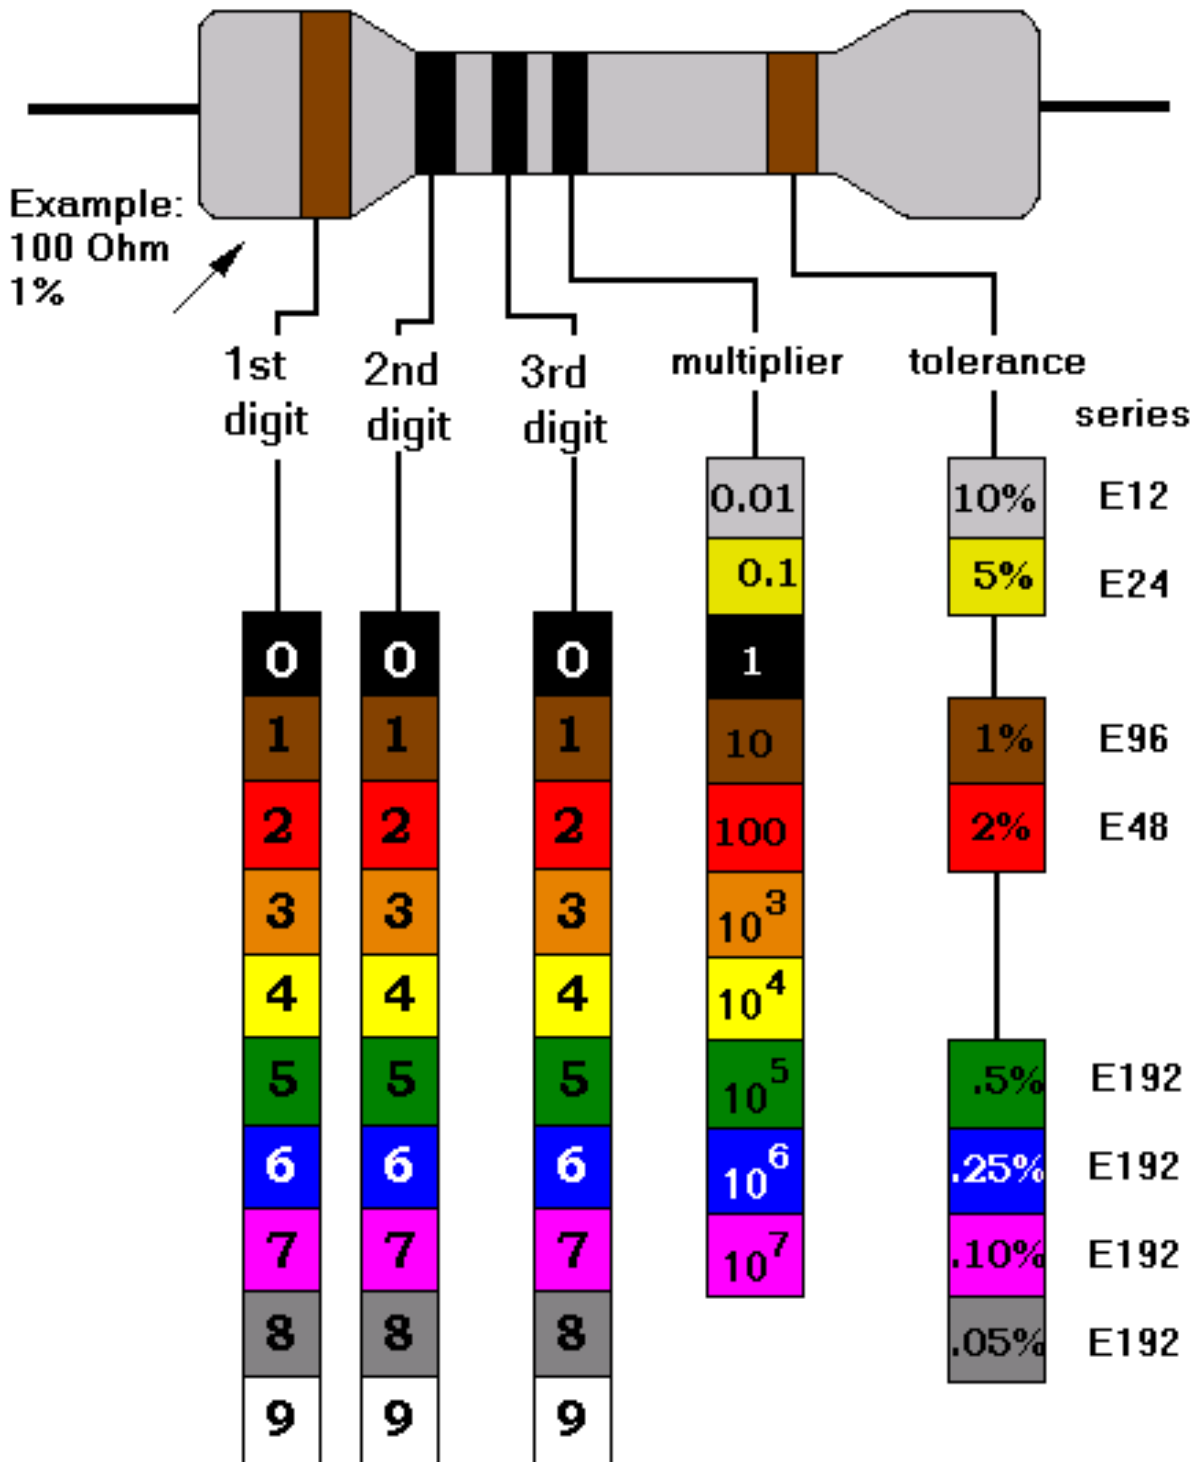 Example:
100 Ohm
1%
1st
digit
2nd
digit
3rd
digit
multiplier
tolerance
series
0.01 10% E12
0.1 5% E24
0 0 0 1
1 1 1 10 1% E96
2 2 2 100 2% E48
3 3 3 10³
4 4 4 10⁴
5 5 5 10⁵ .5% E192
6 6 6 10⁶ .25% E192
7 7 7 10⁷ .10% E192
8 8 8 .05% E192
9 9 9